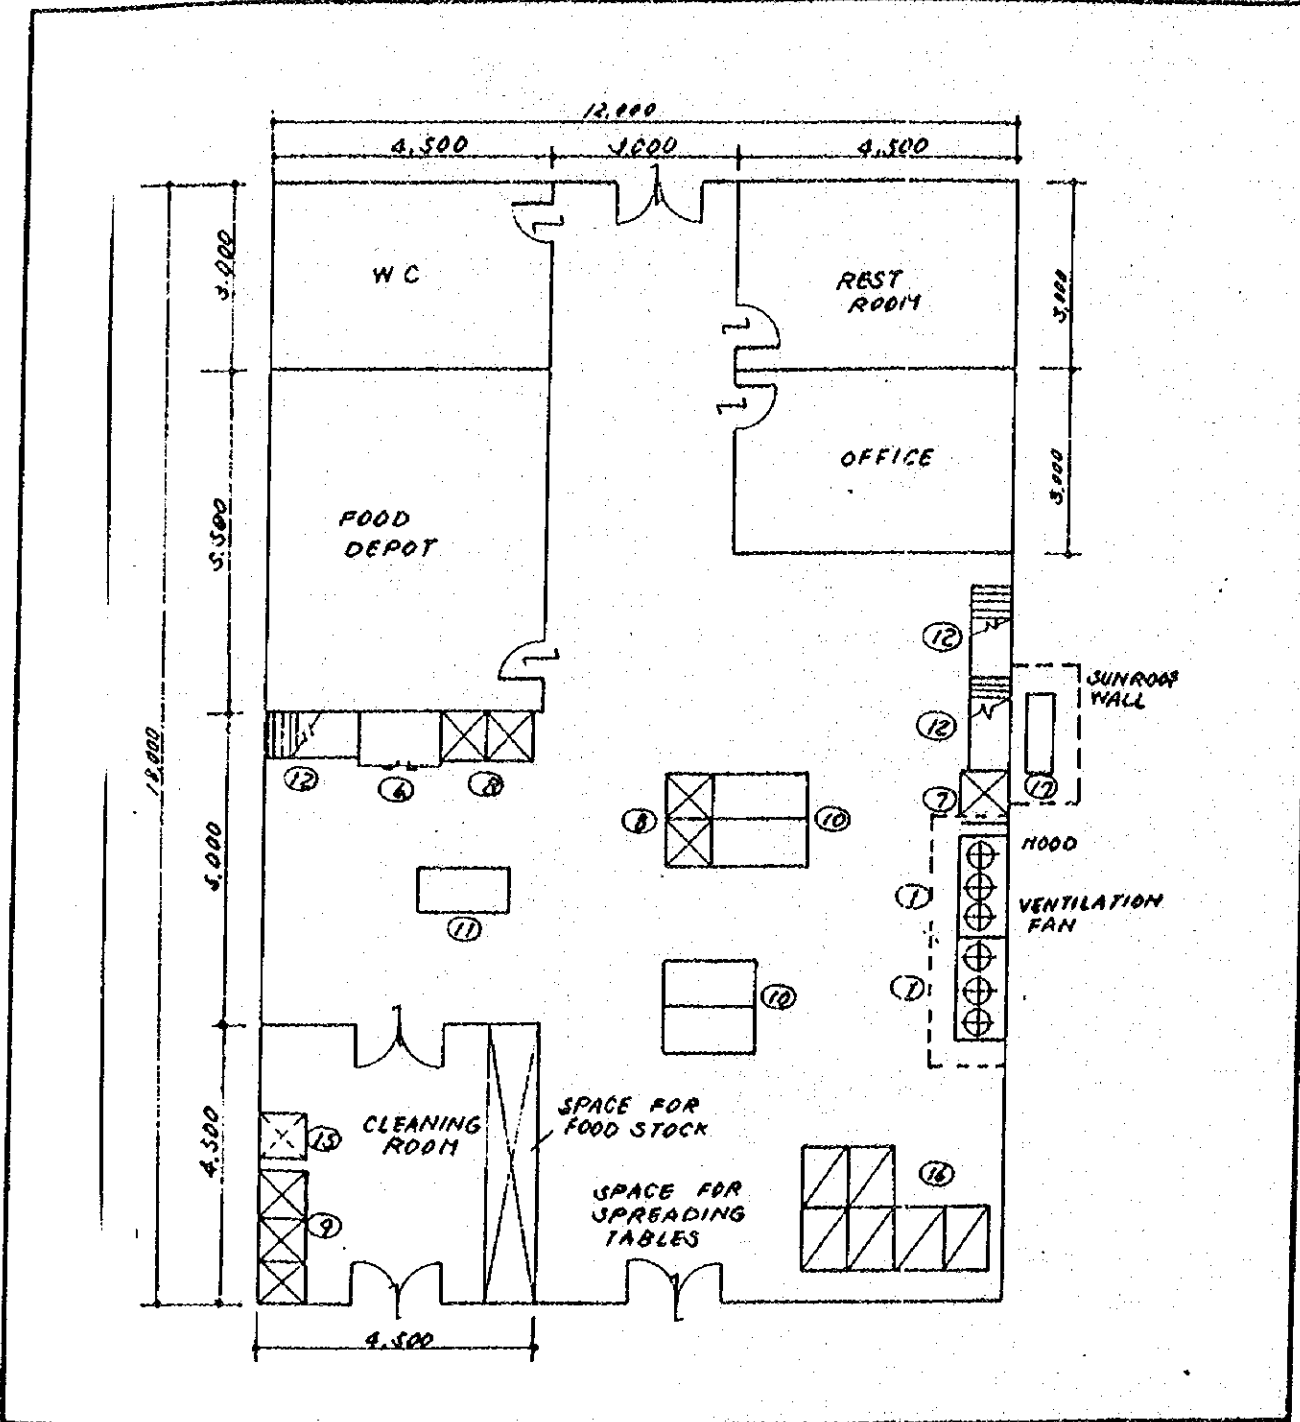 12,000
4,500
3,000
4,500
3,000
W C
REST
ROOM
3,000
OFFICE
3,000
5,500
FOOD
DEPOT
12
SUNROOF
WALL
12
18,000
12
6
8
7
17
8
10
HOOD
5,000
1
VENTILATION
FAN
11
1
10
SPACE FOR
FOOD STOCK
CLEANING
ROOM
15
4,500
16
SPACE FOR
SPREADING
TABLES
9
4,500